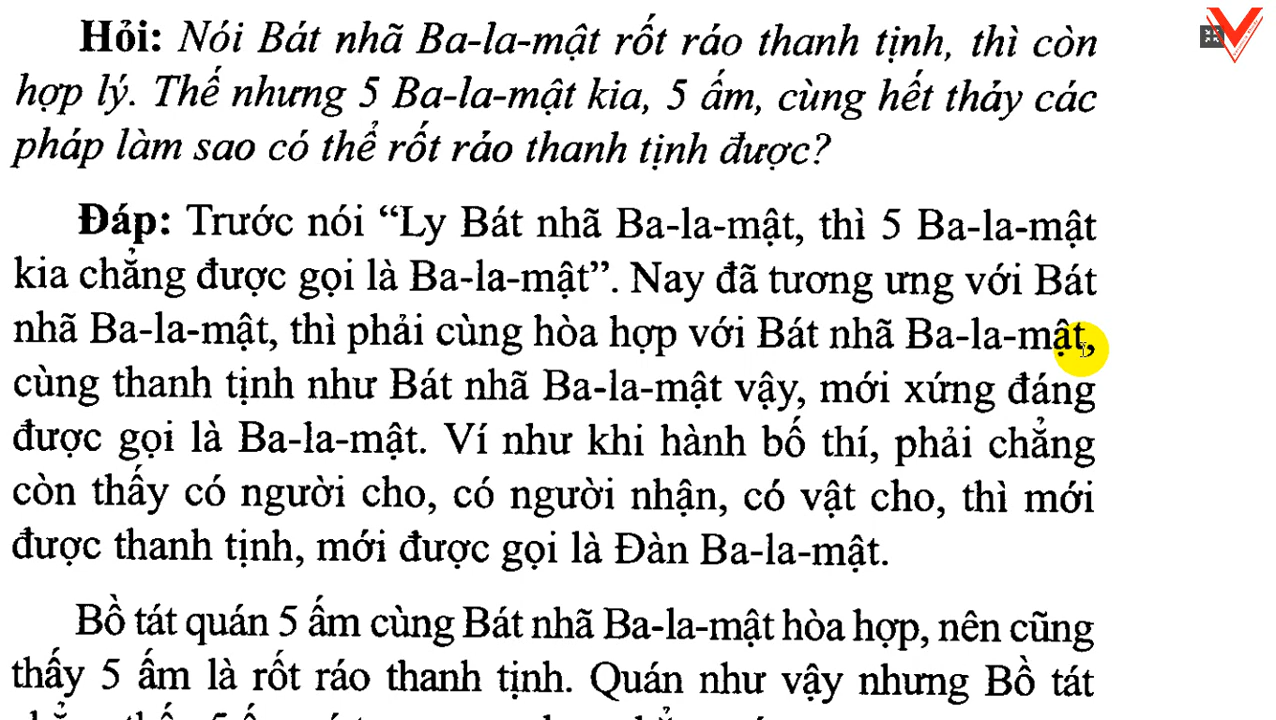 Hỏi: Nói Bát nhã Ba-la-mật rốt ráo thanh tịnh, thì còn
hợp lý. Thế nhưng 5 Ba-la-mật kia, 5 ấm, cùng hết thảy các
pháp làm sao có thể rốt ráo thanh tịnh được?
Đáp: Trước nói “Ly Bát nhã Ba-la-mật, thì 5 Ba-la-mật
kia chẳng được gọi là Ba-la-mật”. Nay đã tương ưng với Bát
nhã Ba-la-mật, thì phải cùng hòa hợp với Bát nhã Ba-la-mật,
cùng thanh tịnh như Bát nhã Ba-la-mật vậy, mới xứng đáng
được gọi là Ba-la-mật. Ví như khi hành bố thí, phải chẳng
còn thấy có người cho, có người nhận, có vật cho, thì mới
được thanh tịnh, mới được gọi là Đàn Ba-la-mật.
Bồ tát quán 5 ấm cùng Bát nhã Ba-la-mật hòa hợp, nên cũng
thấy 5 ấm là rốt ráo thanh tịnh. Quán như vậy nhưng Bồ tát